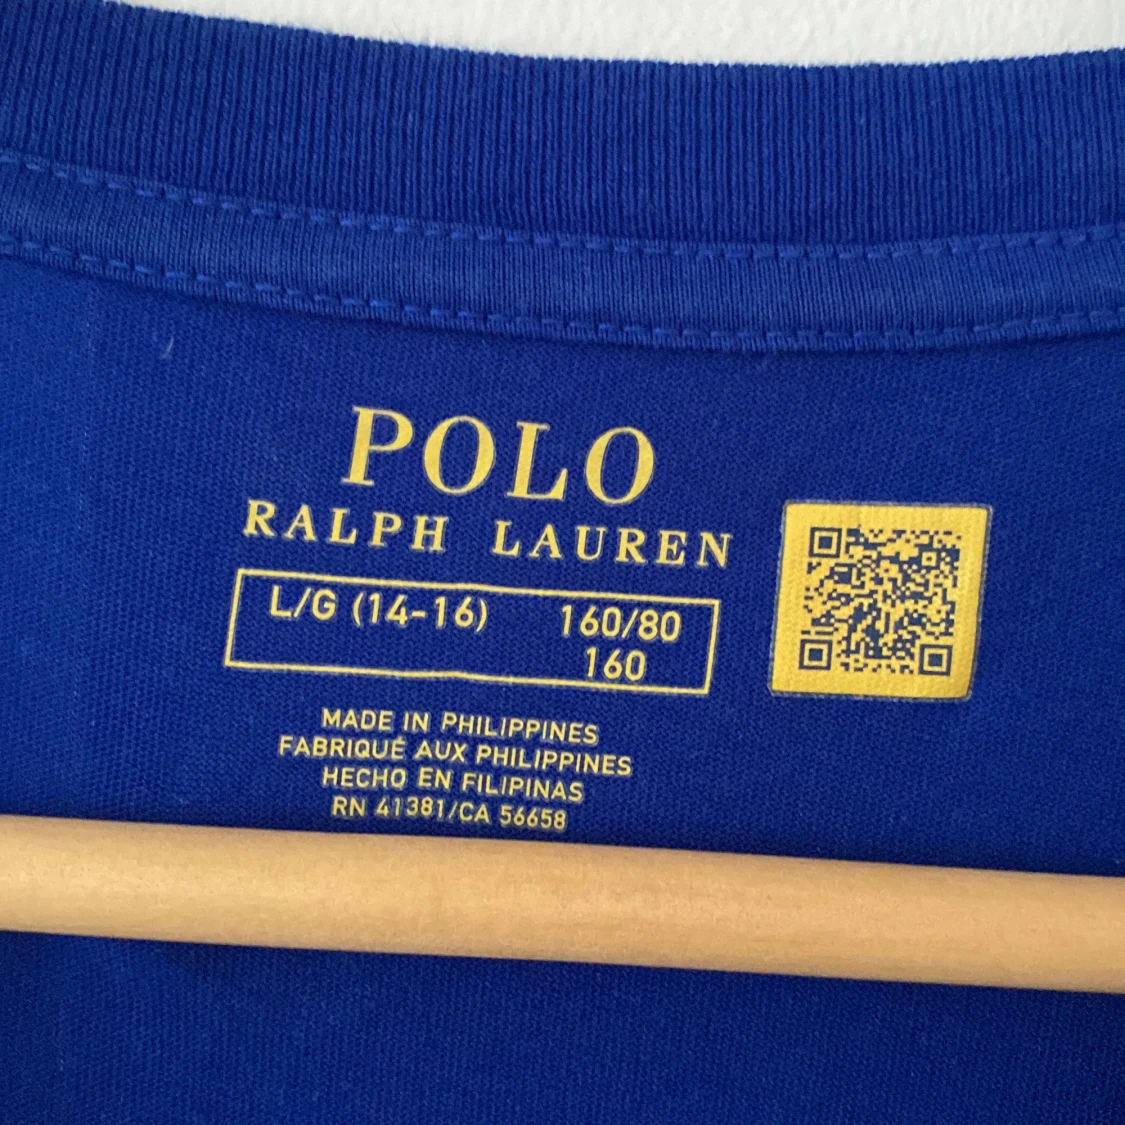 POLO
RALPH LAUREN
L/G (14-16) 160/80
160
MADE IN PHILIPPINES
FABRIQUÉ AUX PHILIPPINES
HECHO EN FILIPINAS
RN 41381/CA 56658